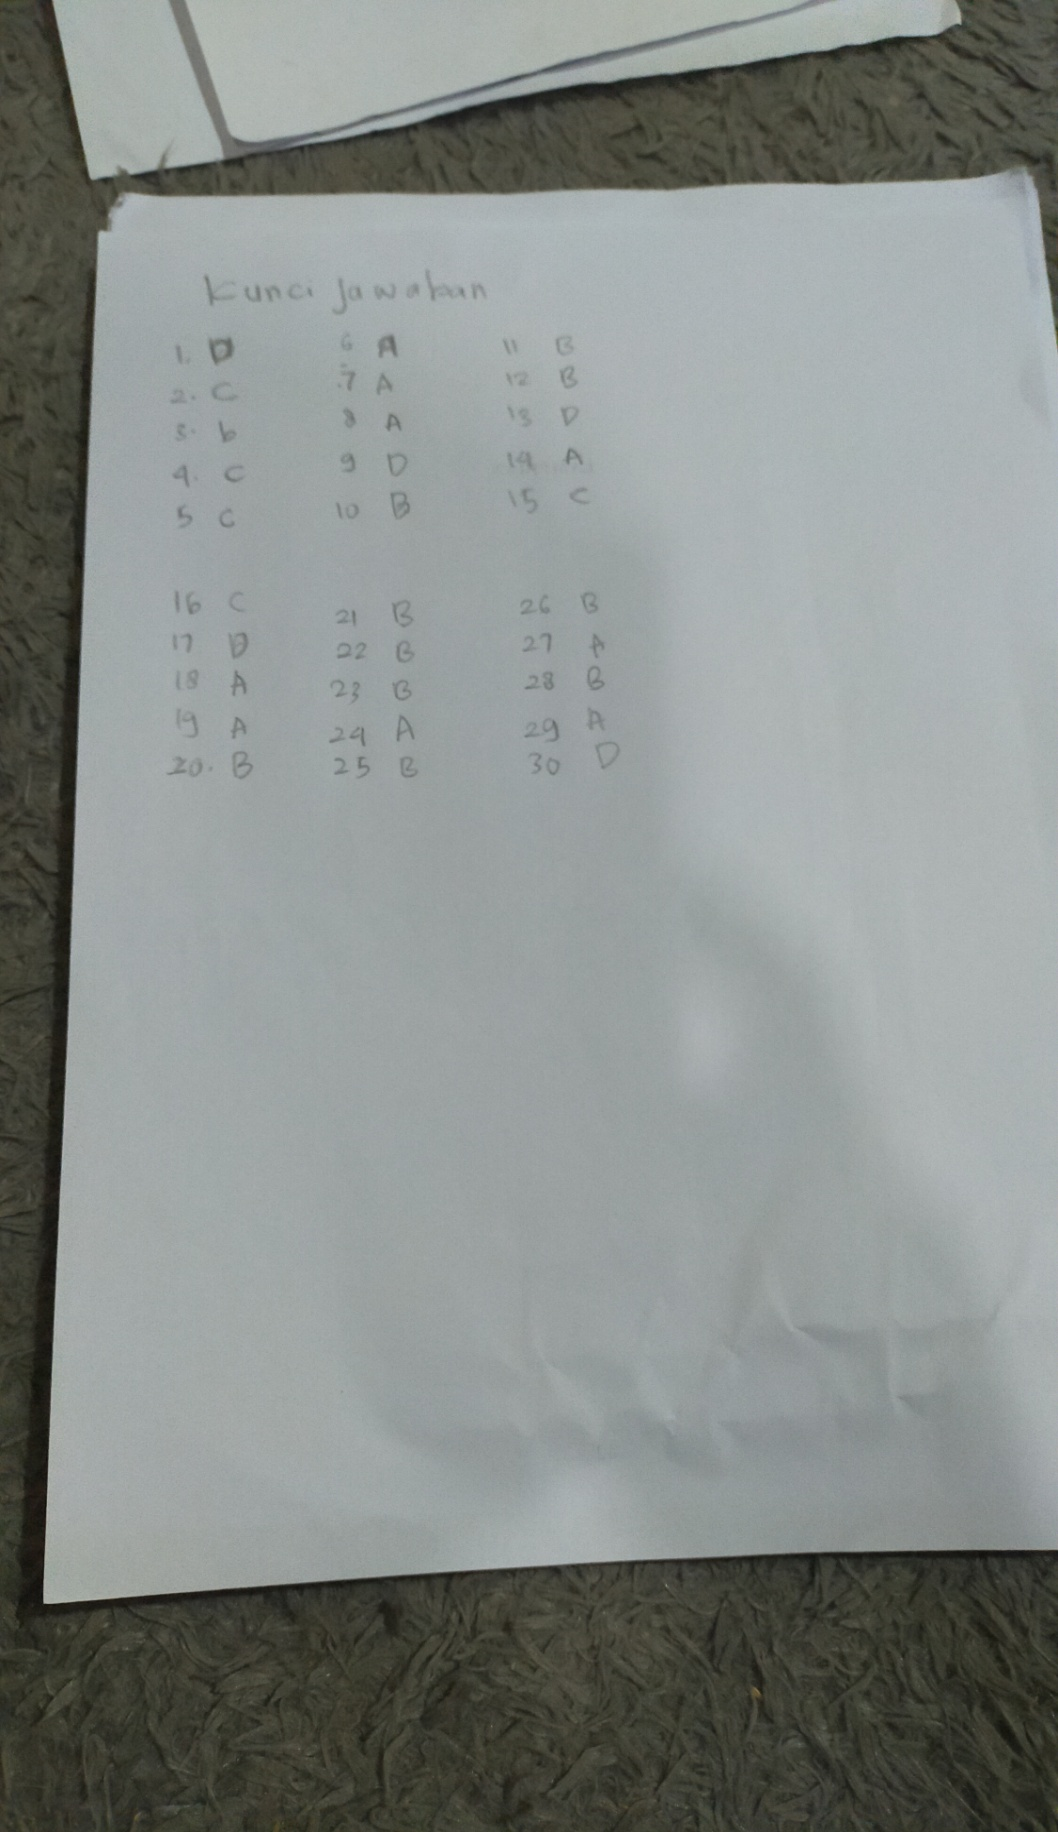 Kunci Jawaban
1. D 6 A 11 B
2. C 7 A 12 B
3. b 8 A 13 D
4. C 9 D 14 A
5 C 10 B 15 C
16 C 21 B 26 B
17 D 22 B 27 A
18 A 23 B 28 B
19 A 24 A 29 A
20. B 25 B 30 D